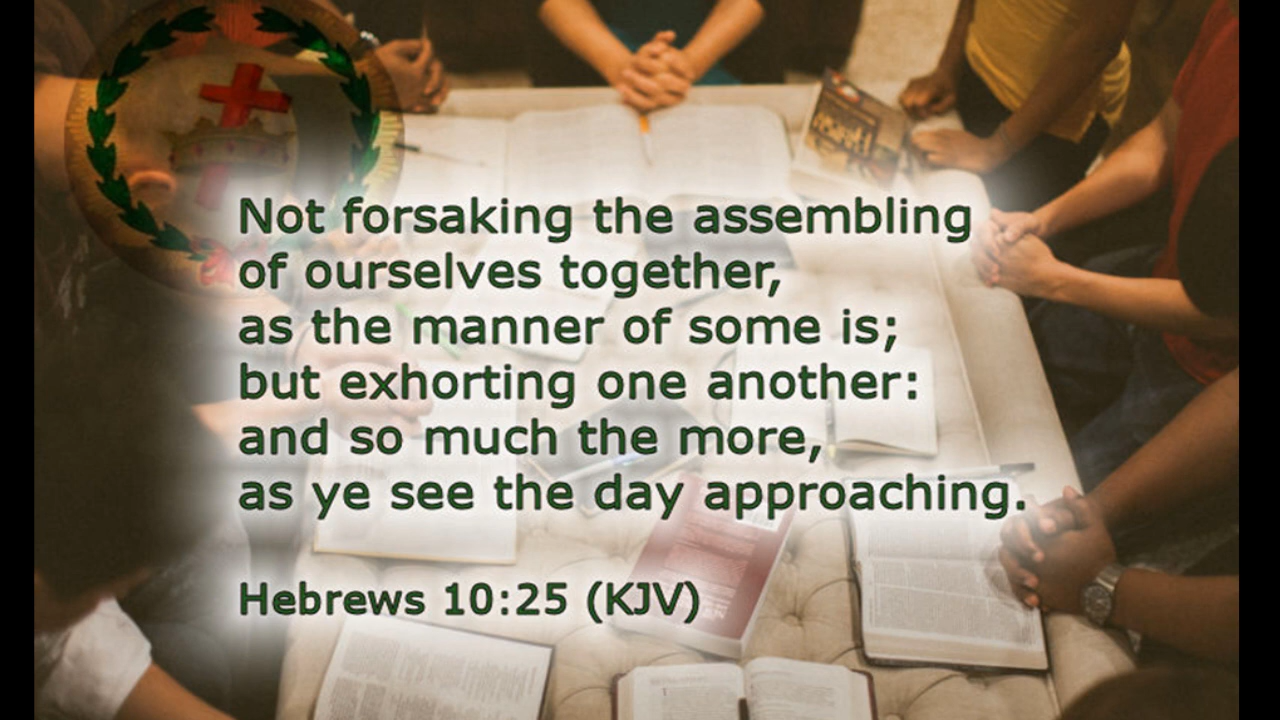 Not forsaking the assembling
of ourselves together,
as the manner of some is;
but exhorting one another:
and so much the more,
as ye see the day approaching.
Hebrews 10:25 (KJV)